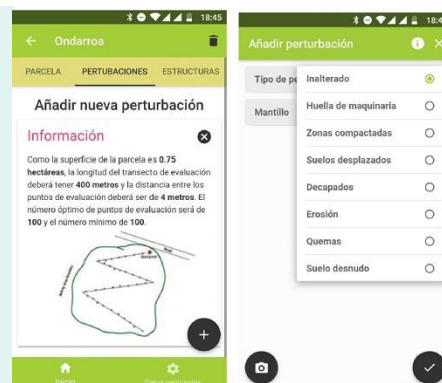 18:45
Ondarroa
PARCELA PERTUBACIONES ESTRUCTURAS
Añadir nueva perturbación
Información
Como la superficie de la parcela es 0.75
hectáreas, la longitud del transecto de evaluación
deberá tener 400 metros y la distancia entre los
puntos de evaluación deberá ser de 4 metros. El
número óptimo de puntos de evaluación será de
100 y el número mínimo de 100.
Inicio
Datos generales
18:4
Añadir perturbación
Tipo de pe
Mantillo
Inalterado
Huella de maquinaria
Zonas compactadas
Suelos desplazados
Decapados
Erosión
Quemas
Suelo desnudo